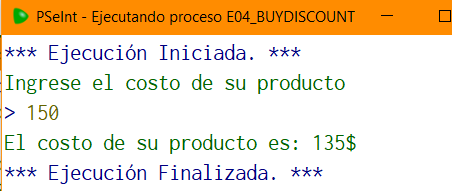 PSeInt - Ejecutando proceso E04_BUYDISCOUNT
*** Ejecución Iniciada. ***
Ingrese el costo de su producto
> 150
El costo de su producto es: 135$
*** Ejecución Finalizada. ***